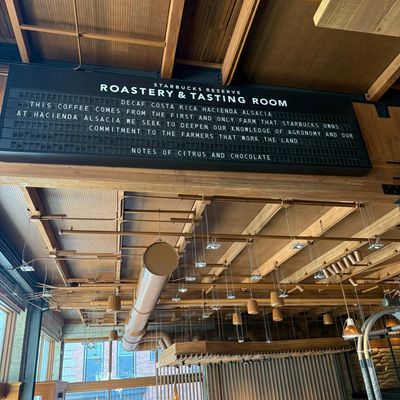 STARBUCKS RESERVE
ROASTERY & TASTING ROOM
DECAF COSTA RICA HACIENDA ALSACIA
THIS COFFEE COMES FROM THE FIRST AND ONLY FARM THAT STARBUCKS OWNS
AT HACIENDA ALSACIA WE SEEK TO DEEPEN OUR KNOWLEDGE OF AGRONOMY AND OUR
COMMITMENT TO THE FARMERS THAT WORK THE LAND
NOTES OF CITRUS AND CHOCOLATE